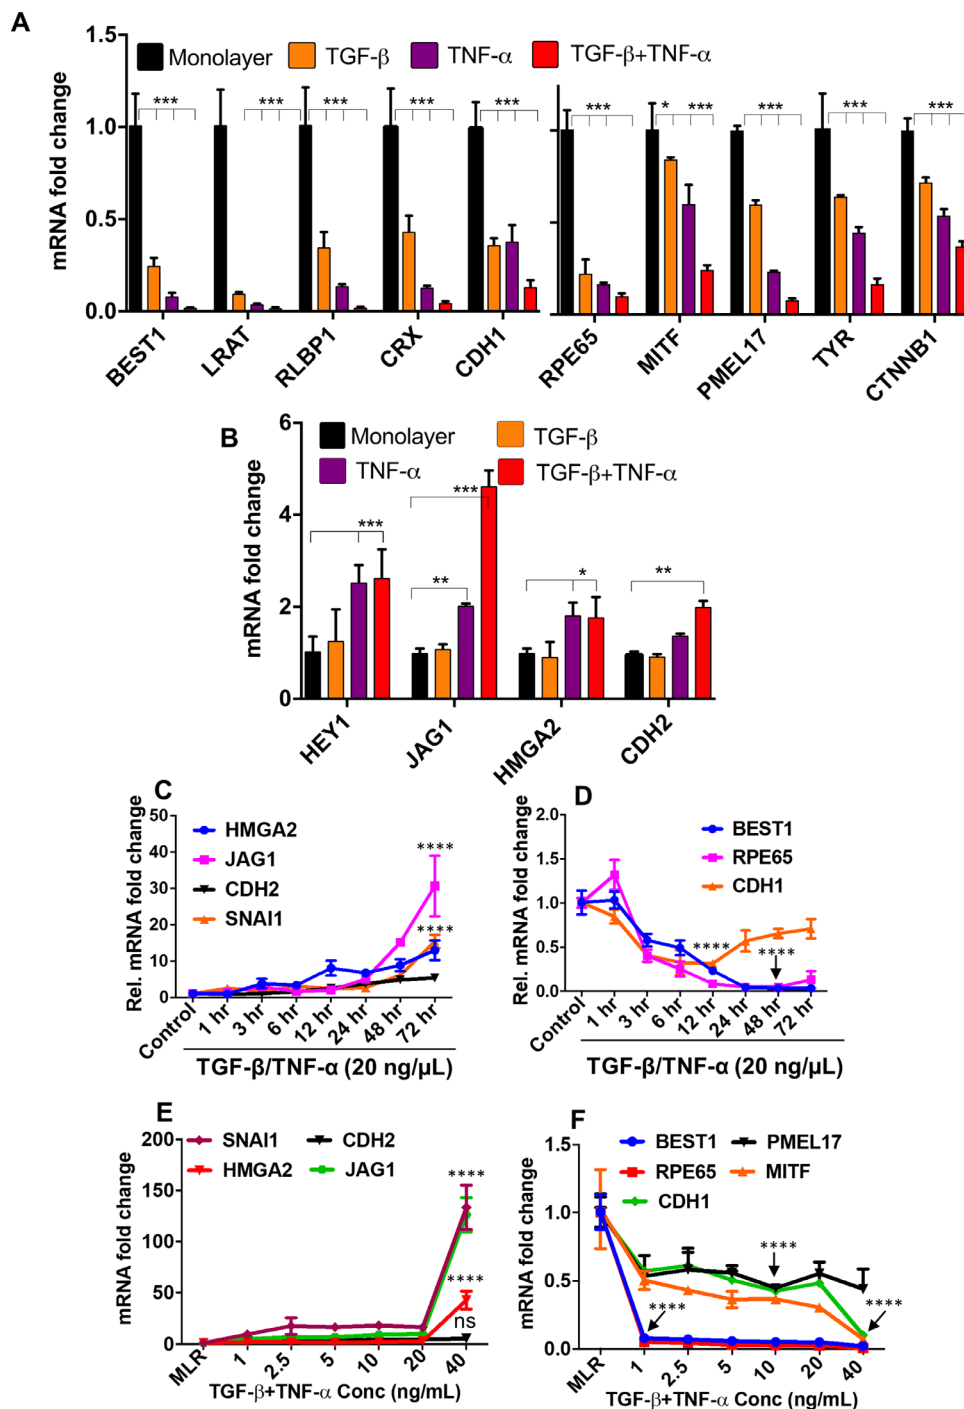 A
1.5
Monolayer TGF-β TNF-α TGF-β+TNF-α
*** *** *** *** *** *** * *** *** *** ***
1.0
0.5
0.0
mRNA fold change
BEST1 LRAT RLBP1 CRX CDH1 RPE65 MITF PMEL17 TYR CTNNB1
B
6
Monolayer TGF-β
TNF-α TGF-β+TNF-α
4
2
0
mRNA fold change
*** ** *** * **
HEY1 JAG1 HMGA2 CDH2
C
50
40
30
20
10
0
Rel. mRNA fold change
HMGA2
JAG1
CDH2
SNAI1
****
****
Control 1 hr 3 hr 6 hr 12 hr 24 hr 48 hr 72 hr
TGF-β/TNF-α (20 ng/μL)
D
2.0
1.5
1.0
0.5
0.0
Rel. mRNA fold change
BEST1
RPE65
CDH1
**** ****
Control 1 hr 3 hr 6 hr 12 hr 24 hr 48 hr 72 hr
TGF-β/TNF-α (20 ng/μL)
E
200
150
100
50
0
mRNA fold change
SNAI1 CDH2
HMGA2 JAG1
****
****
ns
MLR 1 2.5 5 10 20 40
TGF-β+TNF-α Conc (ng/mL)
F
1.5
1.0
0.5
0.0
mRNA fold change
BEST1 PMEL17
RPE65 MITF
CDH1
****
**** ****
MLR 1 2.5 5 10 20 40
TGF-β+TNF-α Conc (ng/mL)